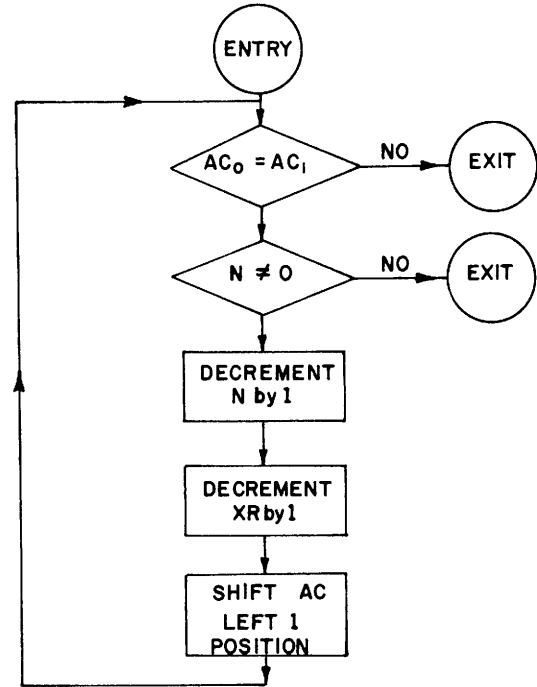 ENTRY
AC₀ = AC₁
NO
EXIT
N ≠ 0
NO
EXIT
DECREMENT
N by 1
DECREMENT
XR by 1
SHIFT AC
LEFT 1
POSITION